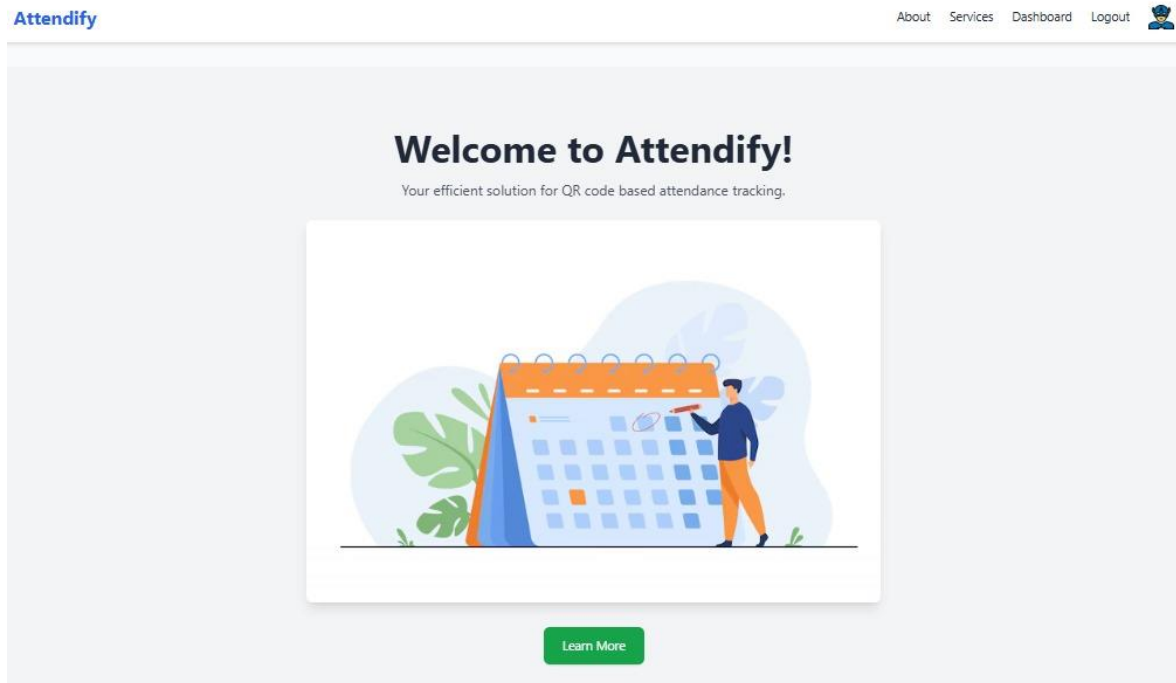 Attendify
About Services Dashboard Logout
Welcome to Attendify!
Your efficient solution for QR code based attendance tracking.
Learn More